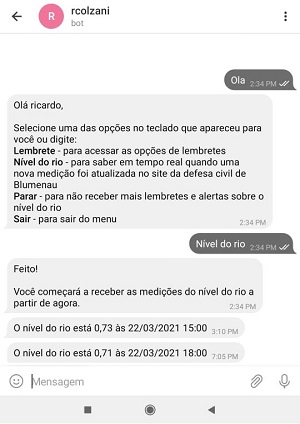 rcolzani
R
bot
Ola
2:34 PM
Olá ricardo,
Selecione uma das opções no teclado que apareceu para
você ou digite:
Lembrete - para acessar as opções de lembretes
Nível do rio - para saber em tempo real quando uma
nova medição foi atualizada no site da defesa civil de
Blumenau
Parar - para não receber mais lembretes e alertas sobre o
nível do rio
Sair - para sair do menu
2:34 PM
Nível do rio
2:34 PM
Feito!
Você começará a receber as medições do nível do rio a
partir de agora.
2:34 PM
O nível do rio está 0,73 às 22/03/2021 15:00
3:10 PM
O nível do rio está 0,71 às 22/03/2021 18:00
7:05 PM
Mensagem